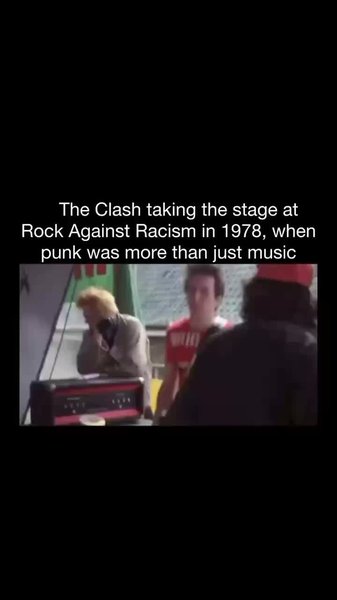 The Clash taking the stage at
Rock Against Racism in 1978, when
punk was more than just music